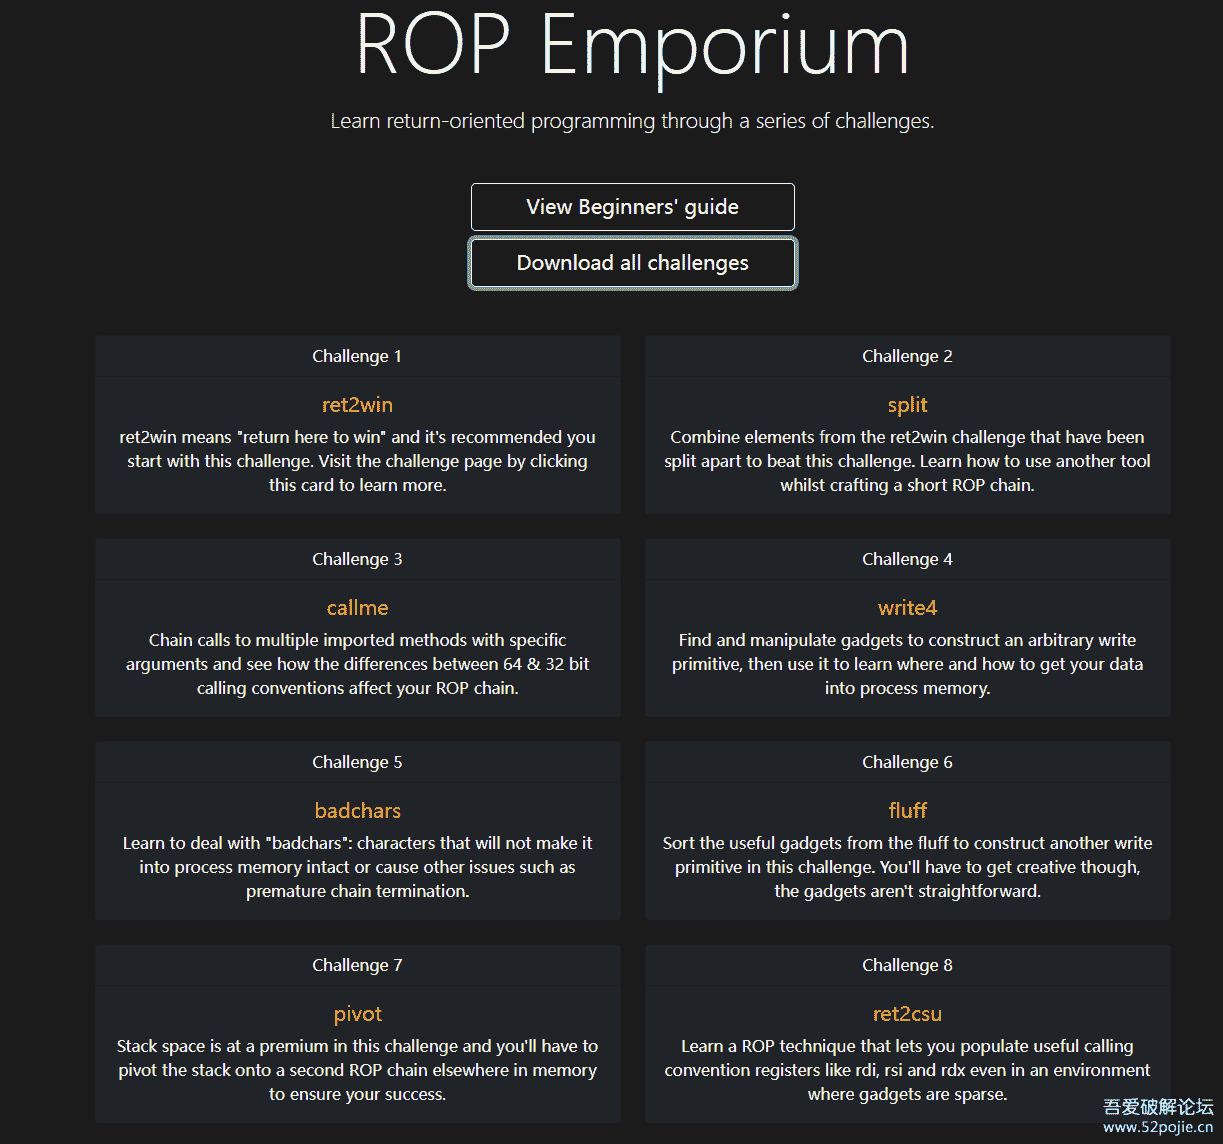 ROP Emporium
Learn return-oriented programming through a series of challenges.
View Beginners' guide
Download all challenges
Challenge 1
ret2win
ret2win means "return here to win" and it's recommended you
start with this challenge. Visit the challenge page by clicking
this card to learn more.
Challenge 2
split
Combine elements from the ret2win challenge that have been
split apart to beat this challenge. Learn how to use another tool
whilst crafting a short ROP chain.
Challenge 3
callme
Chain calls to multiple imported methods with specific
arguments and see how the differences between 64 & 32 bit
calling conventions affect your ROP chain.
Challenge 4
write4
Find and manipulate gadgets to construct an arbitrary write
primitive, then use it to learn where and how to get your data
into process memory.
Challenge 5
badchars
Learn to deal with "badchars": characters that will not make it
into process memory intact or cause other issues such as
premature chain termination.
Challenge 6
fluff
Sort the useful gadgets from the fluff to construct another write
primitive in this challenge. You'll have to get creative though,
the gadgets aren't straightforward.
Challenge 7
pivot
Stack space is at a premium in this challenge and you'll have to
pivot the stack onto a second ROP chain elsewhere in memory
to ensure your success.
Challenge 8
ret2csu
Learn a ROP technique that lets you populate useful calling
convention registers like rdi, rsi and rdx even in an environment
where gadgets are sparse.
吾爱破解论坛
www.52pojie.cn